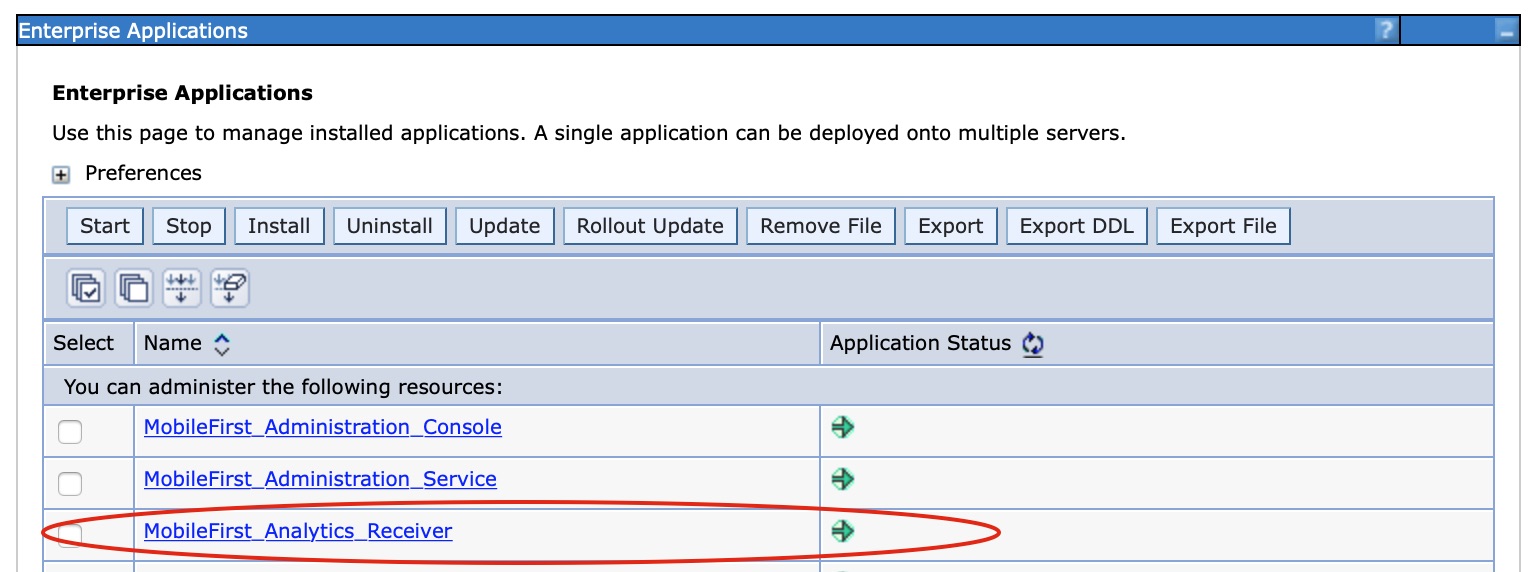 Enterprise Applications ?
Enterprise Applications
Use this page to manage installed applications. A single application can be deployed onto multiple servers.
Preferences
Start Stop Install Uninstall Update Rollout Update Remove File Export Export DDL Export File
Select Name Application Status
You can administer the following resources:
MobileFirst_Administration_Console
MobileFirst_Administration_Service
MobileFirst_Analytics_Receiver